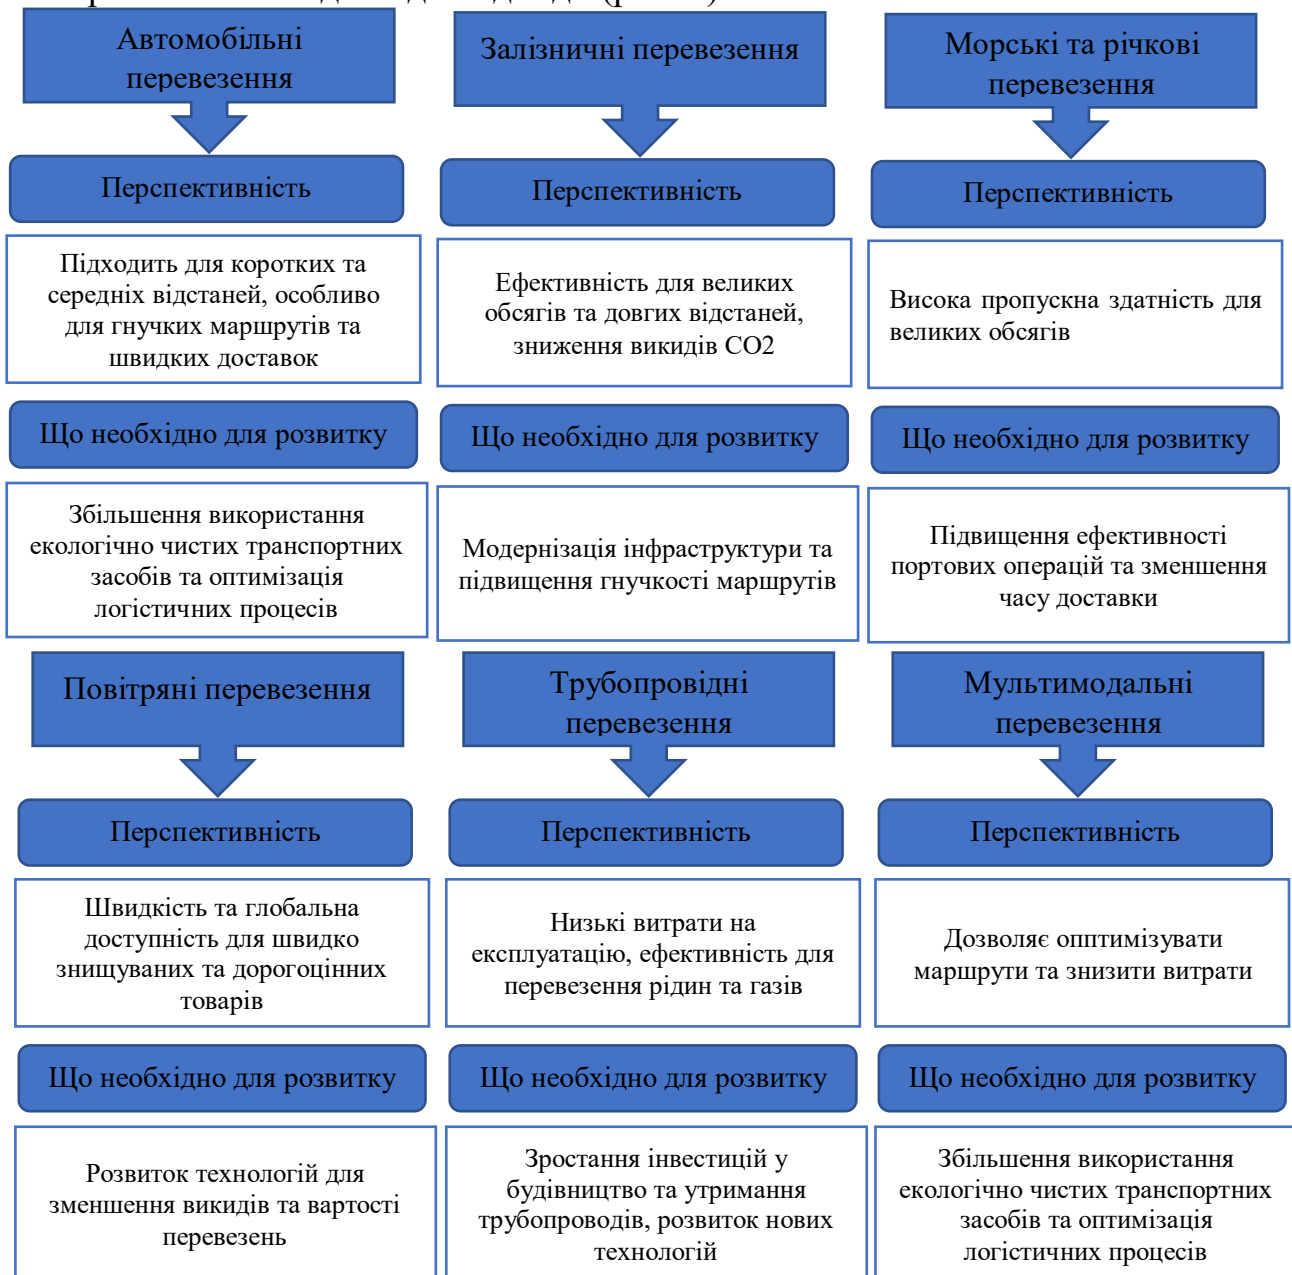 Автомобільні
перевезення
Перспективність
Підходить для коротких та
середніх відстаней, особливо
для гнучких маршрутів та
швидких доставок
Що необхідно для розвитку
Збільшення використання
екологічно чистих транспортних
засобів та оптимізація
логістичних процесів
Залізничні перевезення
Перспективність
Ефективність для великих
обсягів та довгих відстаней,
зниження викидів CO2
Що необхідно для розвитку
Модернізація інфраструктури та
підвищення гнучкості маршрутів
Морські та річкові
перевезення
Перспективність
Висока пропускна здатність для
великих обсягів
Що необхідно для розвитку
Підвищення ефективності
портових операцій та зменшення
часу доставки
Повітряні перевезення
Перспективність
Швидкість та глобальна
доступність для швидко
знищуваних та дорогоцінних
товарів
Що необхідно для розвитку
Розвиток технологій для
зменшення викидів та вартості
перевезень
Трубопровідні
перевезення
Перспективність
Низькі витрати на
експлуатацію, ефективність для
перевезення рідин та газів
Що необхідно для розвитку
Зростання інвестицій у
будівництво та утримання
трубопроводів, розвиток нових
технологій
Мультимодальні
перевезення
Перспективність
Дозволяє опптимізувати
маршрути та знизити витрати
Що необхідно для розвитку
Збільшення використання
екологічно чистих транспортних
засобів та оптимізація
логістичних процесів